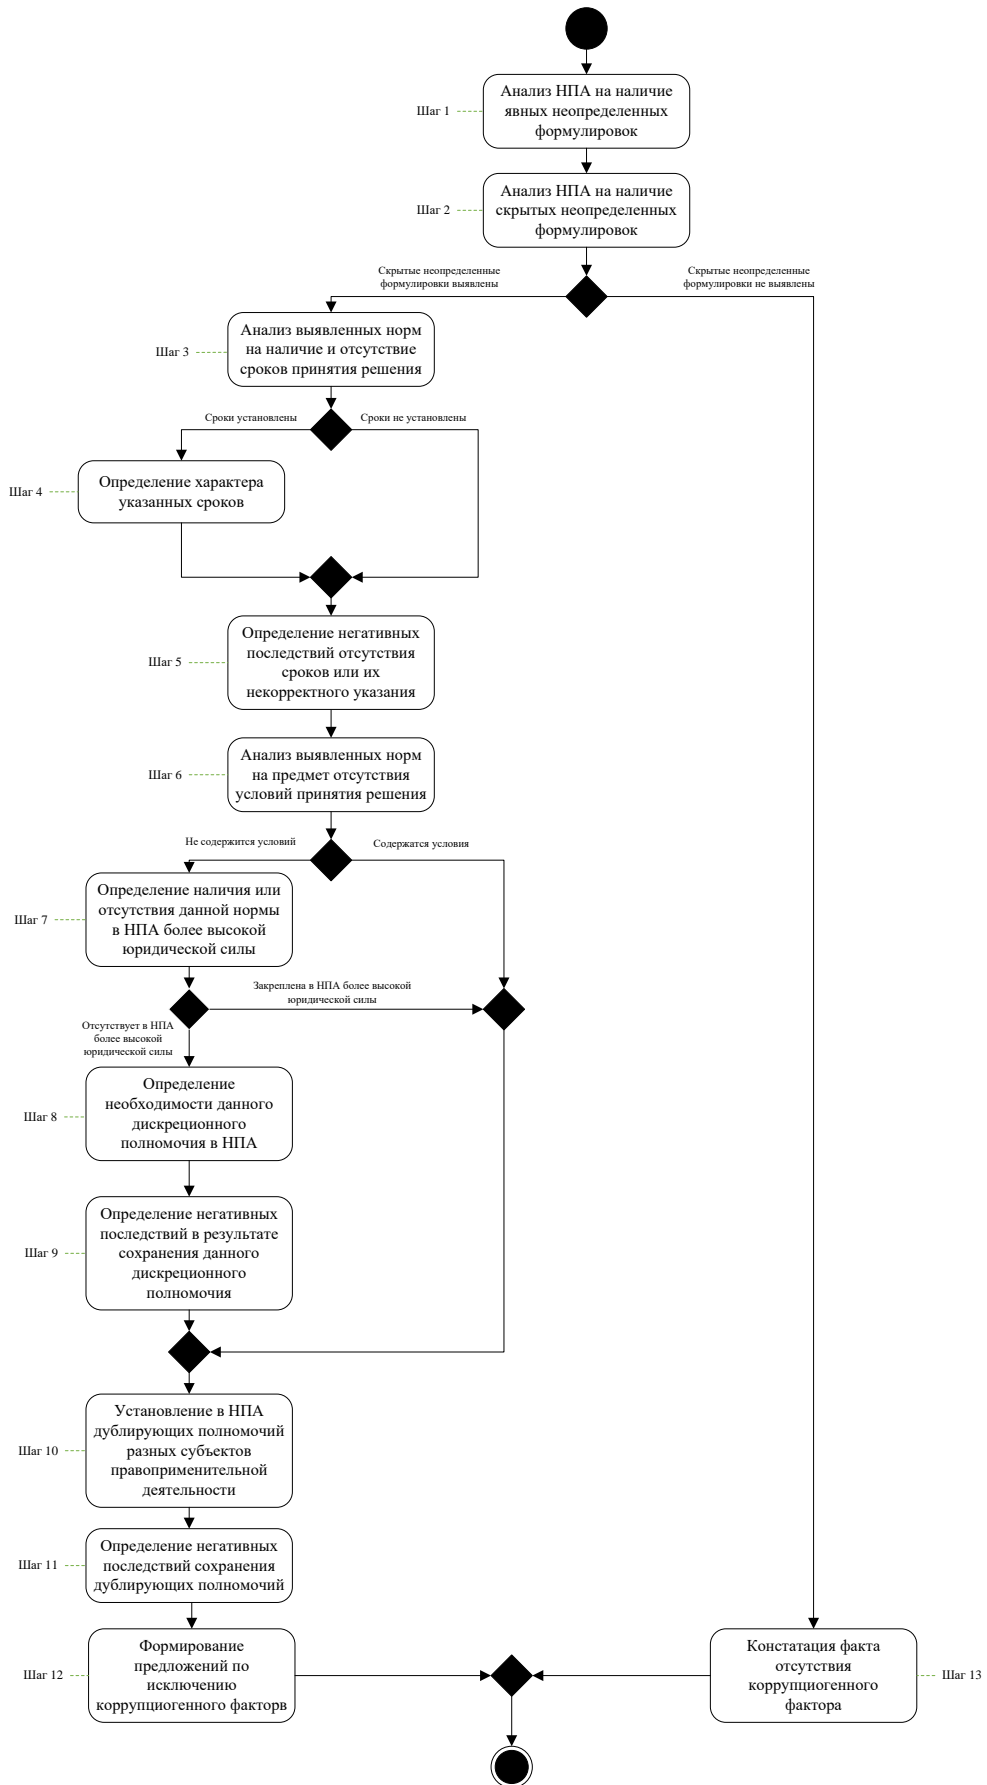 Анализ НПА на наличие
явных неопределенных
формулировок
Шаг 1
Анализ НПА на наличие
скрытых неопределенных
формулировок
Шаг 2
Скрытые неопределенные
формулировки выявлены
Скрытые неопределенные
формулировки не выявлены
Анализ выявленных норм
на наличие и отсутствие
сроков принятия решения
Шаг 3
Сроки установлены
Сроки не установлены
Определение характера
указанных сроков
Шаг 4
Определение негативных
последствий отсутствия
сроков или их
некорректного указания
Шаг 5
Анализ выявленных норм
на предмет отсутствия
условий принятия решения
Шаг 6
Не содержится условий
Содержатся условия
Определение наличия или
отсутствия данной нормы
в НПА более высокой
юридической силы
Шаг 7
Закреплена в НПА более высокой
юридической силы
Отсутствует в НПА
более высокой
юридической силы
Определение
необходимости данного
дискреционного
полномочия в НПА
Шаг 8
Определение негативных
последствий в результате
сохранения данного
дискреционного
полномочия
Шаг 9
Установление в НПА
дублирующих полномочий
разных субъектов
правоприменительной
деятельности
Шаг 10
Определение негативных
последствий сохранения
дублирующих полномочий
Шаг 11
Формирование
предложений по
исключению
коррупциогенного факторв
Шаг 12
Констатация факта
отсутствия
коррупциогенного
фактора
Шаг 13